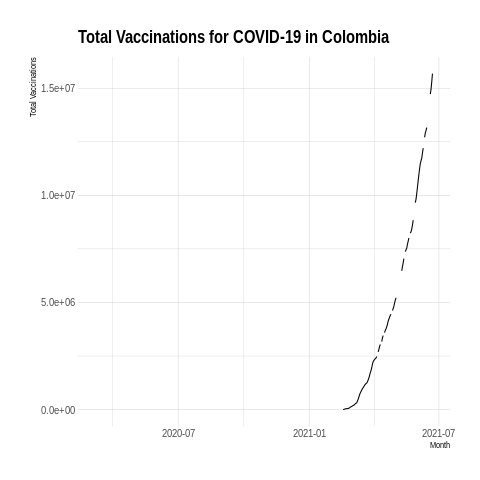 Total Vaccinations for COVID-19 in Colombia
Total Vaccinations
1.5e+07
1.0e+07
5.0e+06
0.0e+00
2020-07
2021-01
2021-07
Month